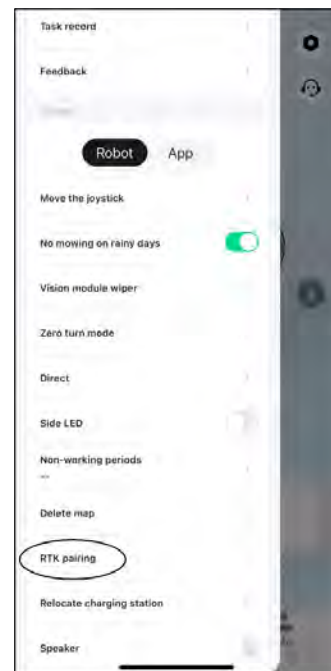 Task record
Feedback
Robot App
Move the joystick
No mowing on rainy days
Vision module wiper
Zero turn mode
Direct
Side LED
Non-working periods
--
Delete map
RTK pairing
Relocate charging station
Speaker